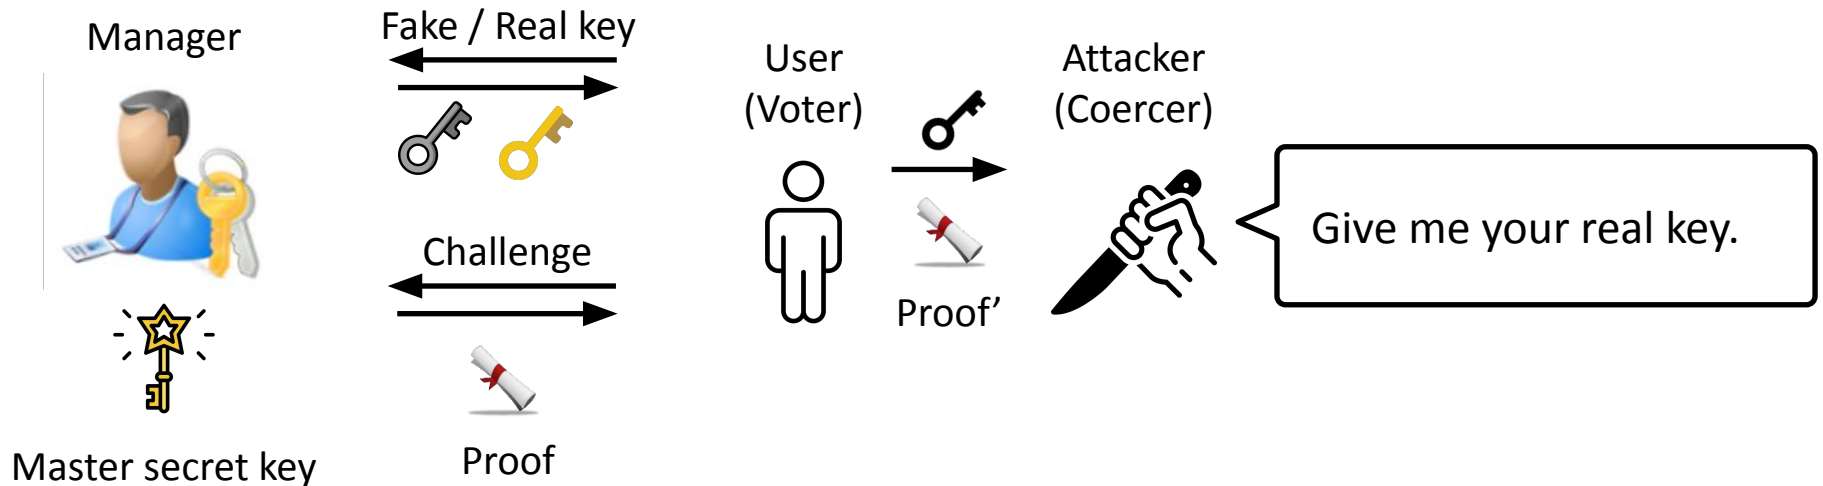 Manager
Fake / Real key
User
(Voter)
Attacker
(Coercer)
Give me your real key.
Challenge
Proof’
Master secret key
Proof